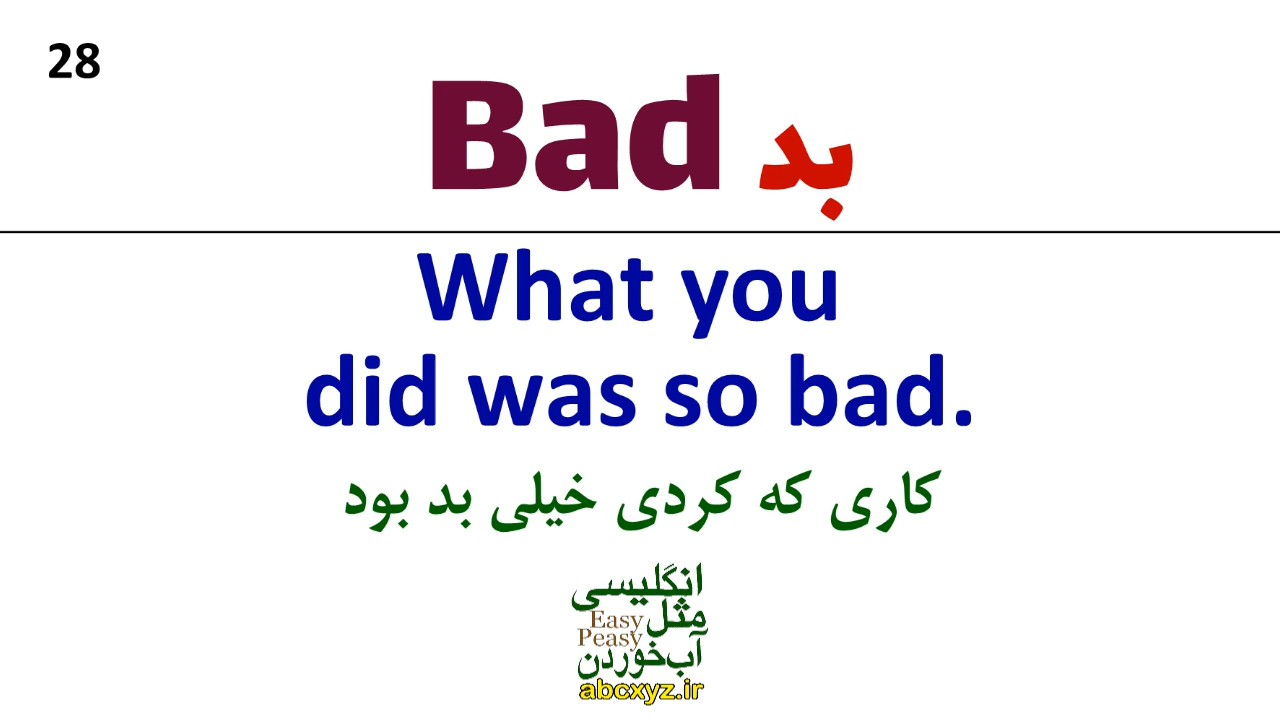 28
Bad بد
What you
did was so bad.
کاری که کردی خیلی بد بود
انگلیسی
مثل Easy
Peasy
آب‌خوردن
abcxyz.ir